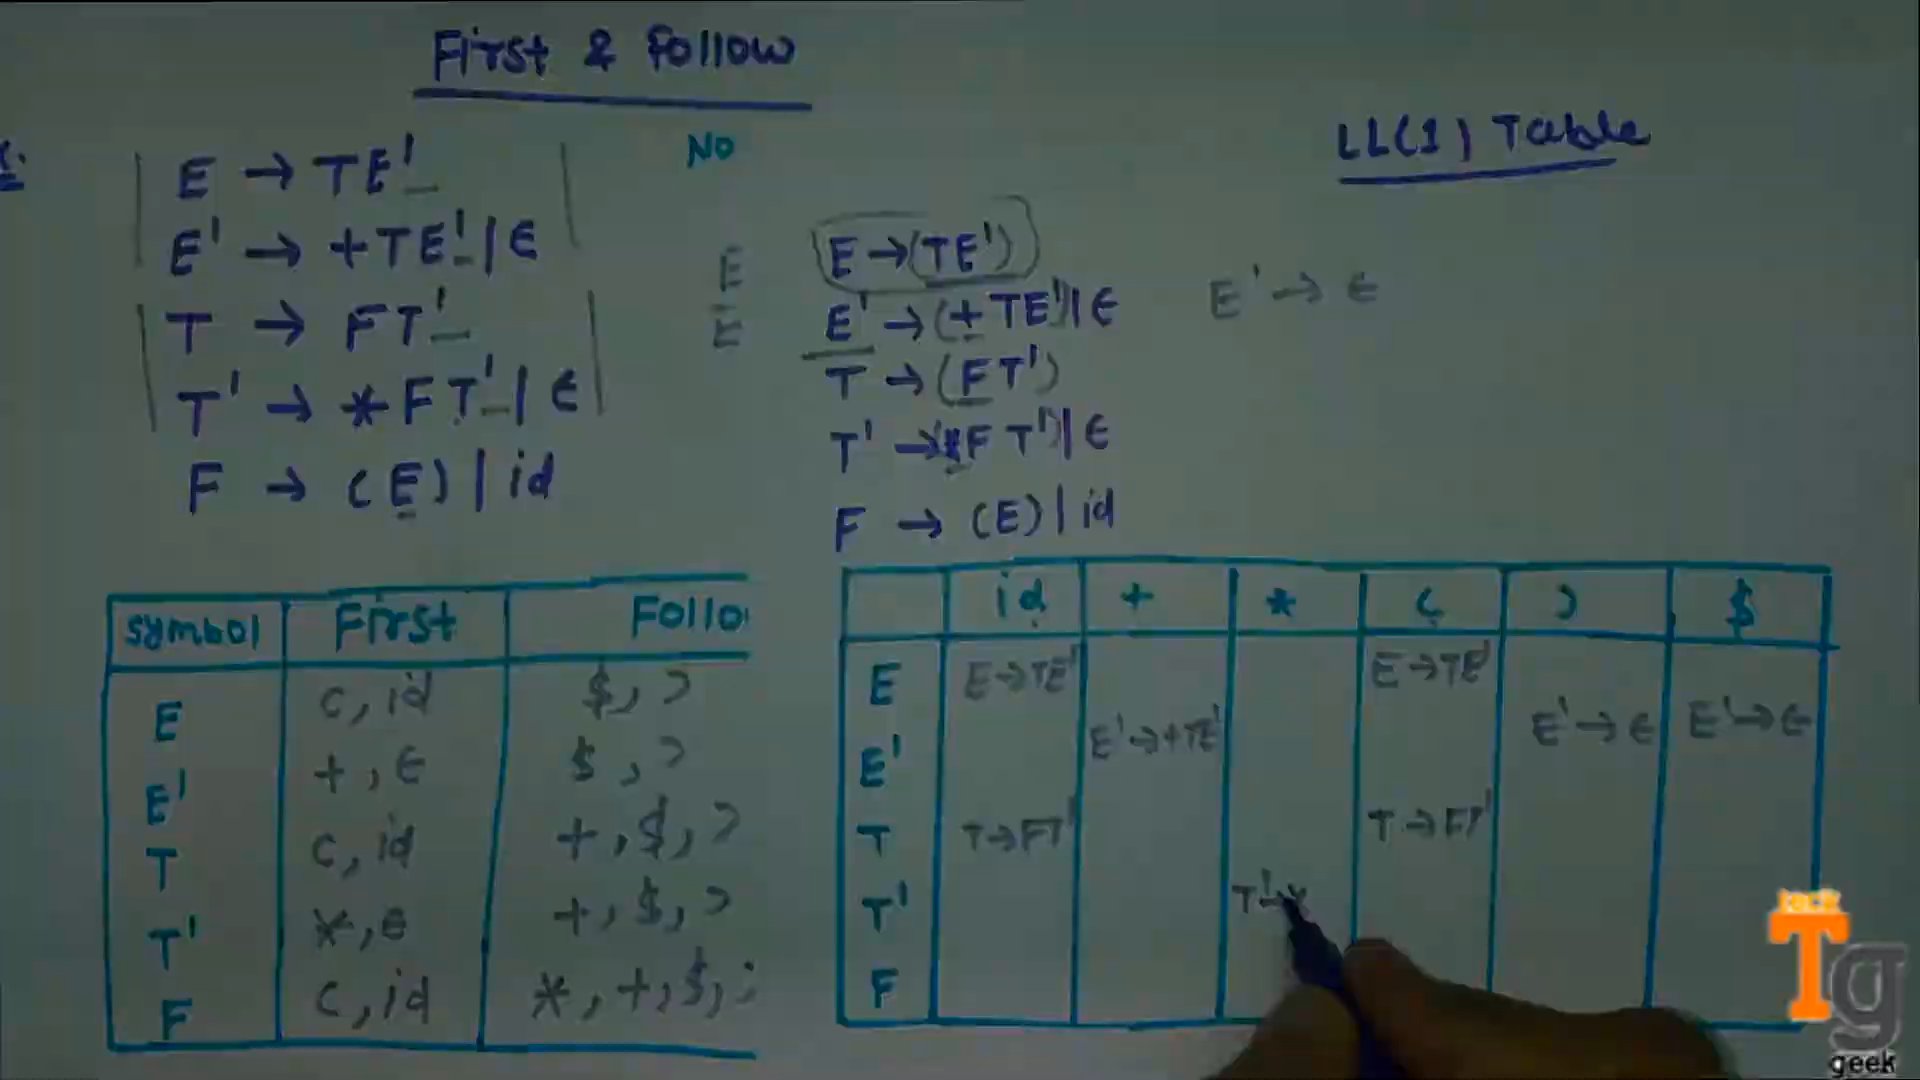 First & Follow
LL(1) Table
No
E → TE'
E' → +TE' | ϵ
T → FT'
T' → *FT' | ϵ
F → (E) | id
E
E
E → (TE')
E' → (+TE') | ϵ
T → (FT')
T' → (*FT') | ϵ
F → (E) | id
E' → ϵ
symbol First Follo
E (, id $, )
E' +, ϵ $, )
T (, id +, $, )
T' *, ϵ +, $, )
F (, id *, +, $,
id + * ( ) $
E E→TE' E→TE'
E' E'→+TE' E'→ϵ E'→ϵ
T T→FT' T→FT'
T' T'→*
F
Tg
geek